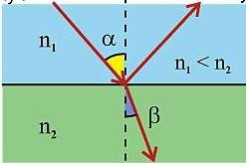 n₁ α n₁ < n₂
n₂ β